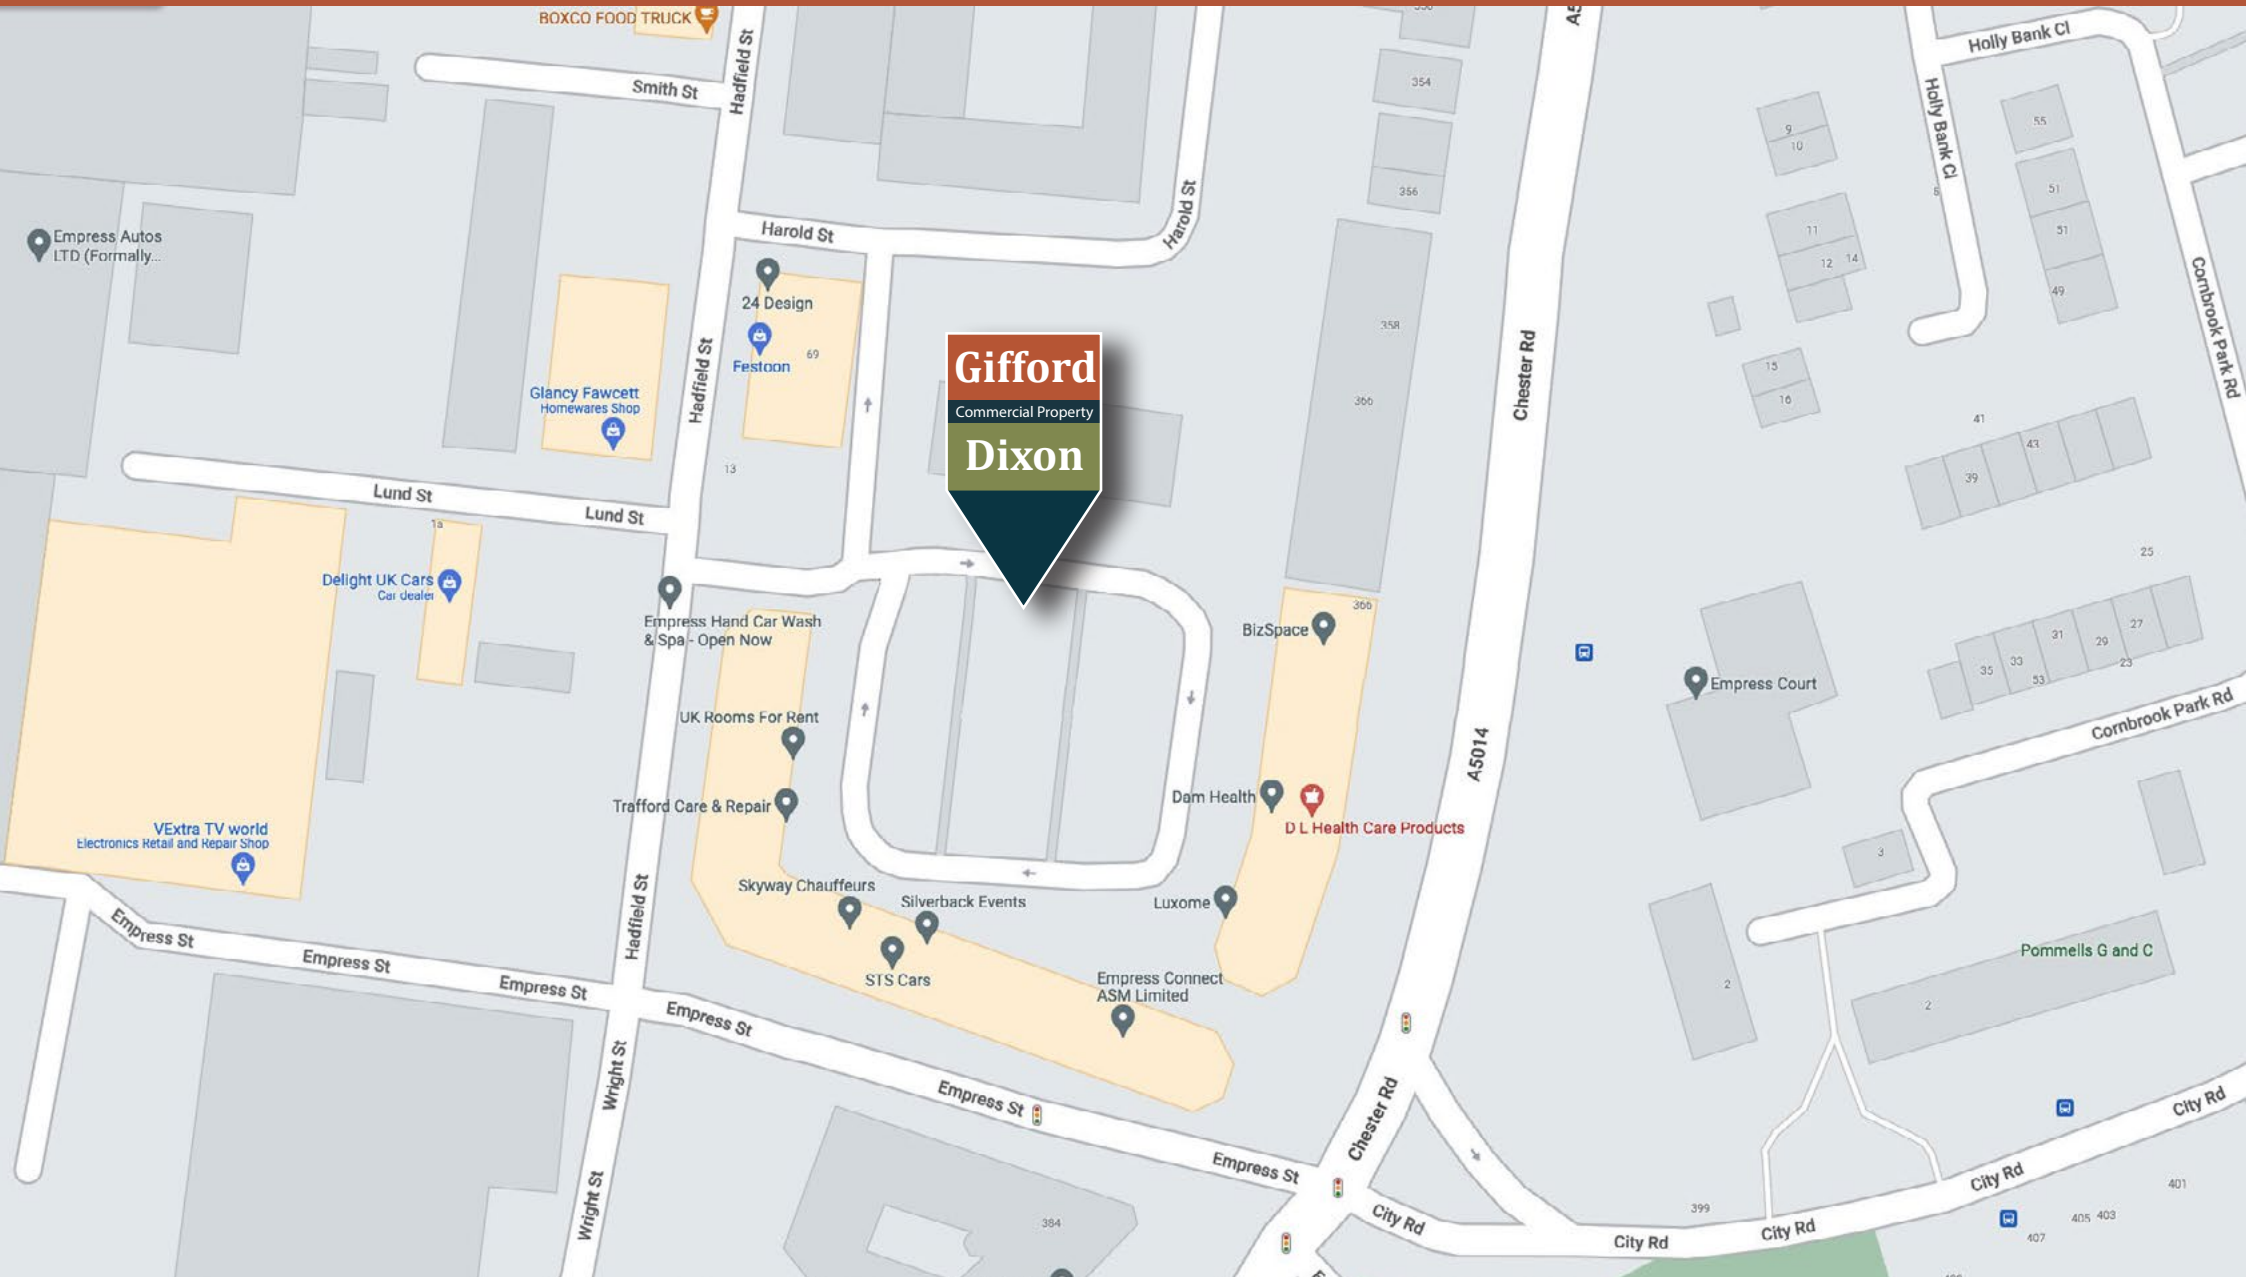 BOXCO FOOD TRUCK
Smith St
Hadfield St
Holly Bank Cl
354
Holly Bank Cl
55
9
10
356
8
51
Harold St
Harold St
11
51
Empress Autos
LTD (Formally...
12
14
49
24 Design
358
Cornbrook Park Rd
Festoon
69
Hadfield St
Chester Rd
Gifford
Commercial Property
Dixon
15
16
Glancy Fawcett
Homewares Shop
366
41
43
13
39
Lund St
Lund St
1a
25
Delight UK Cars
Car dealer
Empress Hand Car Wash
& Spa - Open Now
BizSpace
366
27
31
29
33
35
23
53
Empress Court
UK Rooms For Rent
Cornbrook Park Rd
A5014
Trafford Care & Repair
Dam Health
D L Health Care Products
VExtra TV world
Electronics Retail and Repair Shop
3
Skyway Chauffeurs
Silverback Events
Luxome
Hadfield St
Empress St
Empress St
Empress St
STS Cars
Empress Connect
ASM Limited
Pommells G and C
2
2
Empress St
Wright St
Empress St
Chester Rd
City Rd
Empress St
City Rd
401
Wright St
384
City Rd
399
City Rd
City Rd
405
403
407